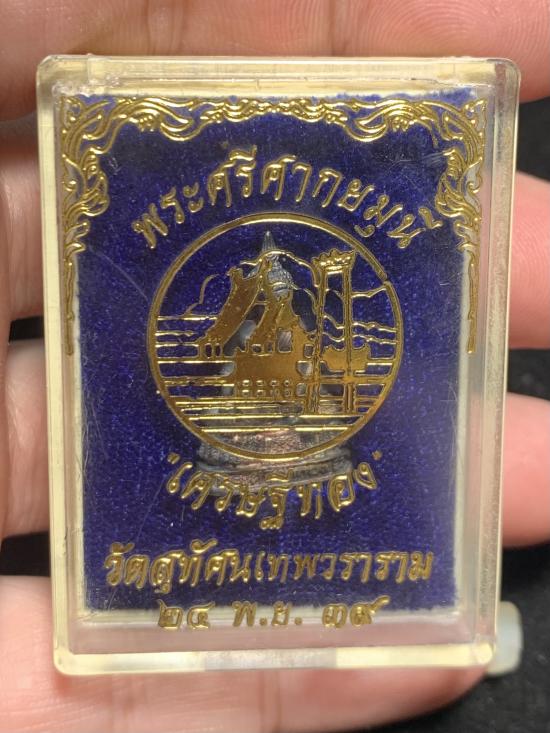 พระศรีศากยมุนี
"เศรษฐีทอง"
วัดสุทัศนเทพวราราม
๒๔ พ.ย. ๓๙